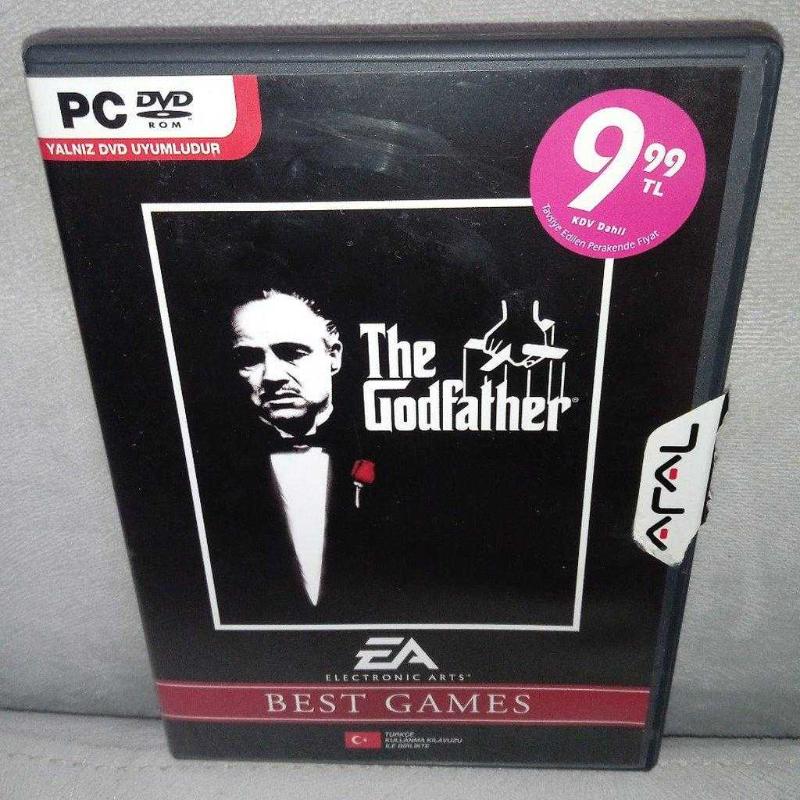 PC DVD
ROM
YALNIZ DVD UYUMLUDUR
9,99
TL
KDV Dahil
Tavsiye Edilen Perakende Fiyat
The
Godfather
ARAL
EA
ELECTRONIC ARTS
BEST GAMES
TÜRKÇE
KULLANMA KILAVUZU
İLE BİRLİKTE